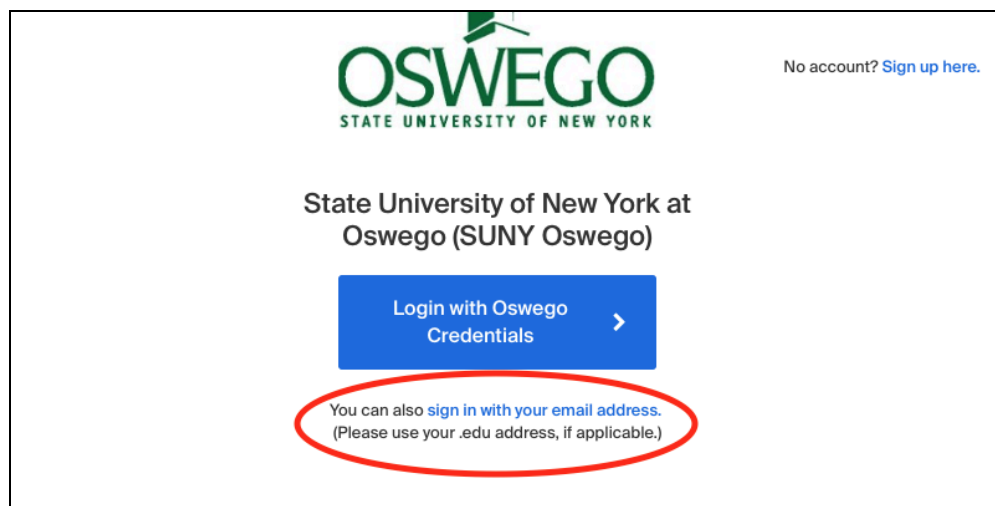 OSWEGO
STATE UNIVERSITY OF NEW YORK
No account? Sign up here.
State University of New York at
Oswego (SUNY Oswego)
Login with Oswego
Credentials
You can also sign in with your email address.
(Please use your .edu address, if applicable.)